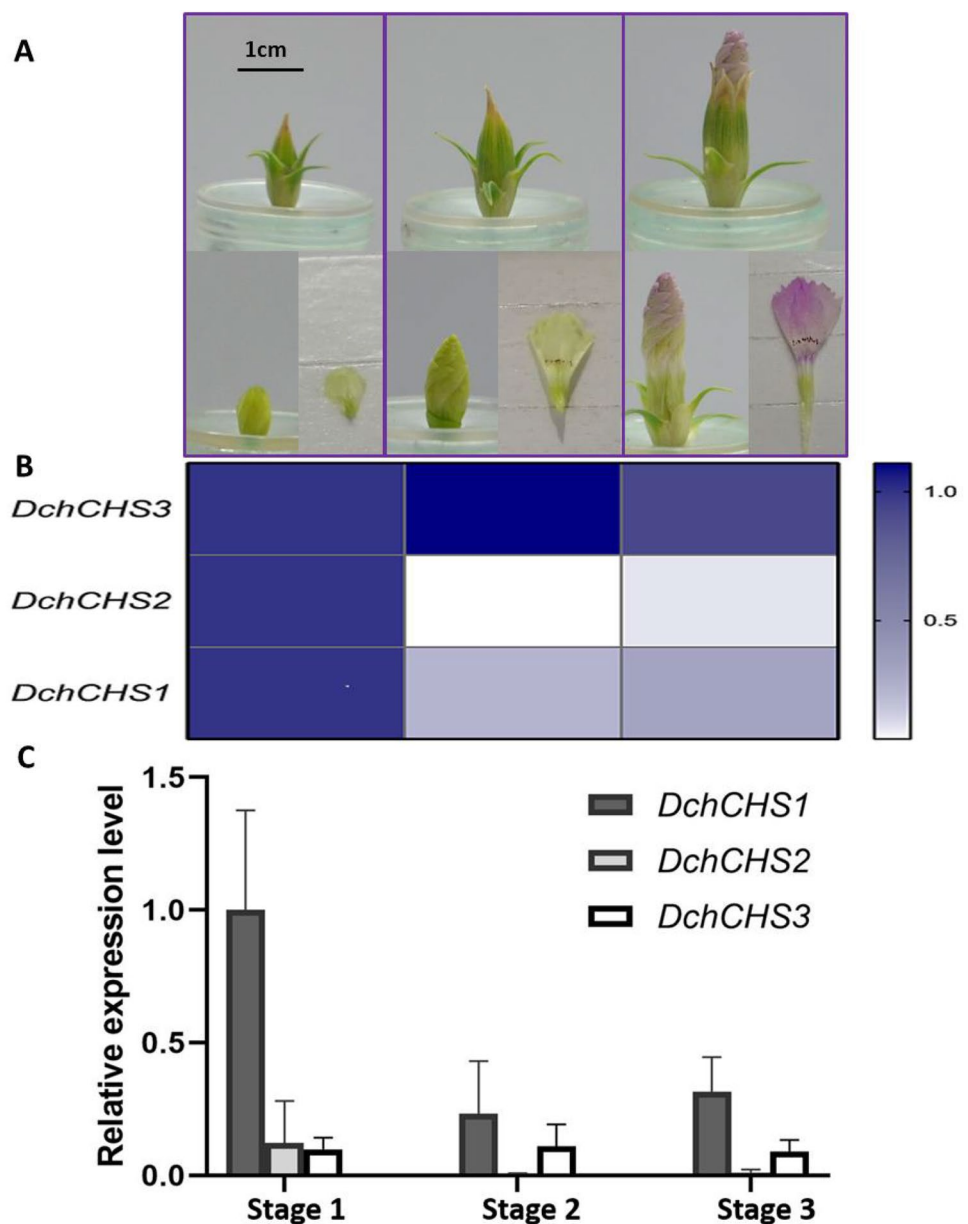 A
1cm
B
DchCHS3
DchCHS2
DchCHS1
1.0
0.5
C
Relative expression level
1.5
1.0
0.5
0.0
DchCHS1
DchCHS2
DchCHS3
Stage 1 Stage 2 Stage 3